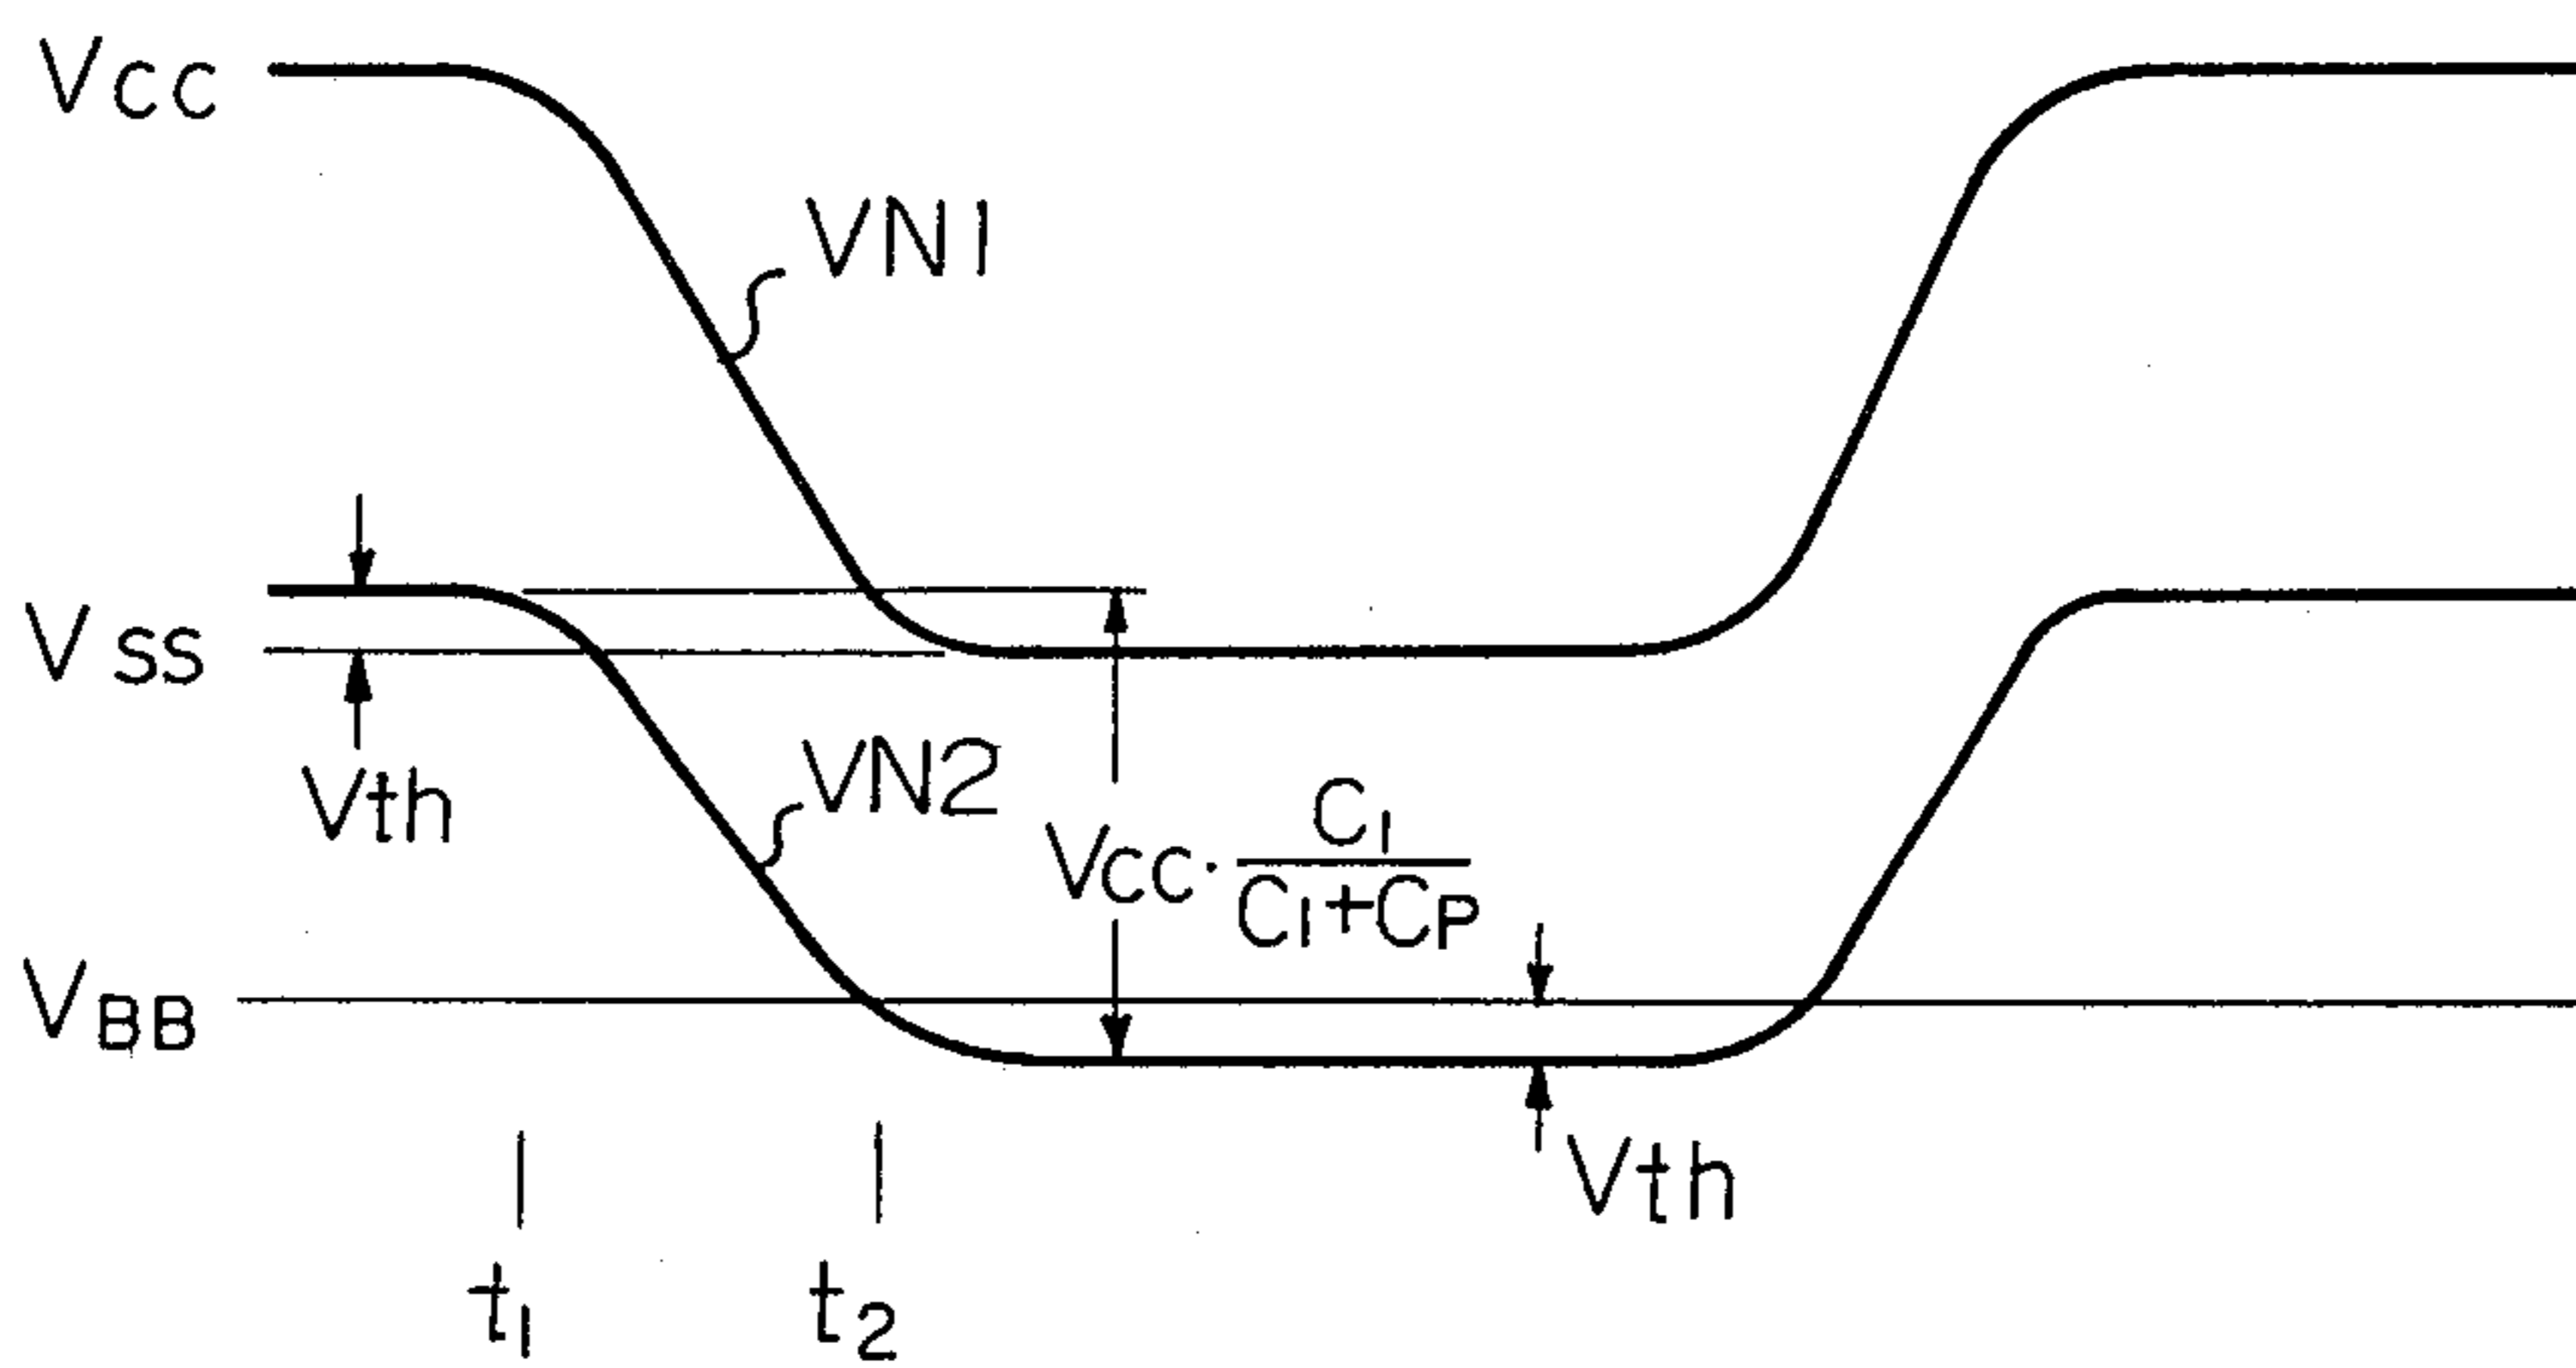 VCC
VN1
VSS
Vth
VN2
VCC · C1
C1+CP
VBB
Vth
t1
t2